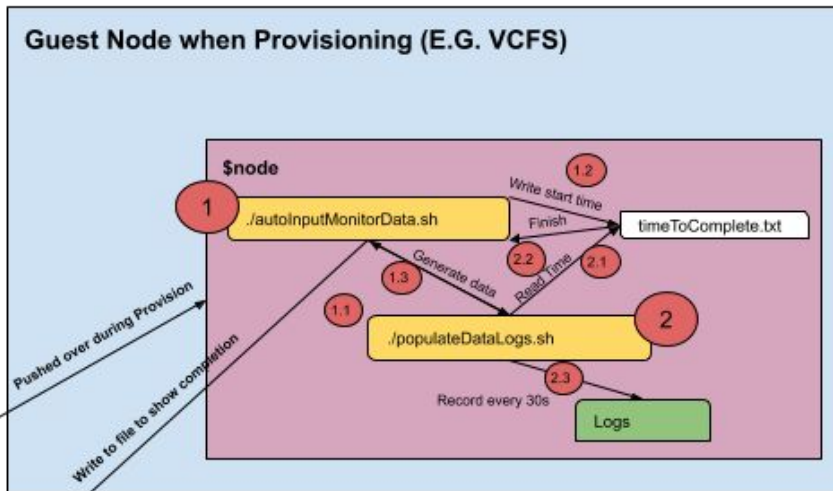 Guest Node when Provisioning (E.G. VCFS)
$node
1.2
1
./autoInputMonitorData.sh
Write start time
timeToComplete.txt
Finish
2.2
2.1
Read Time
Generate data
1.3
1.1
./populateDataLogs.sh
2
2.3
Record every 30s
Logs
Pushed over during Provision
Write to file to show completion